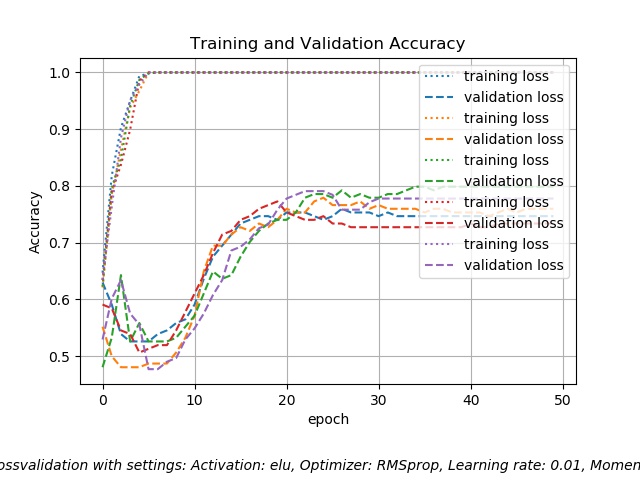 Training and Validation Accuracy
1.0
0.9
0.8
0.7
0.6
0.5
Accuracy
training loss
validation loss
training loss
validation loss
training loss
validation loss
training loss
validation loss
training loss
validation loss
0 10 20 30 40 50
epoch
ossvalidation with settings: Activation: elu, Optimizer: RMSprop, Learning rate: 0.01, Momen